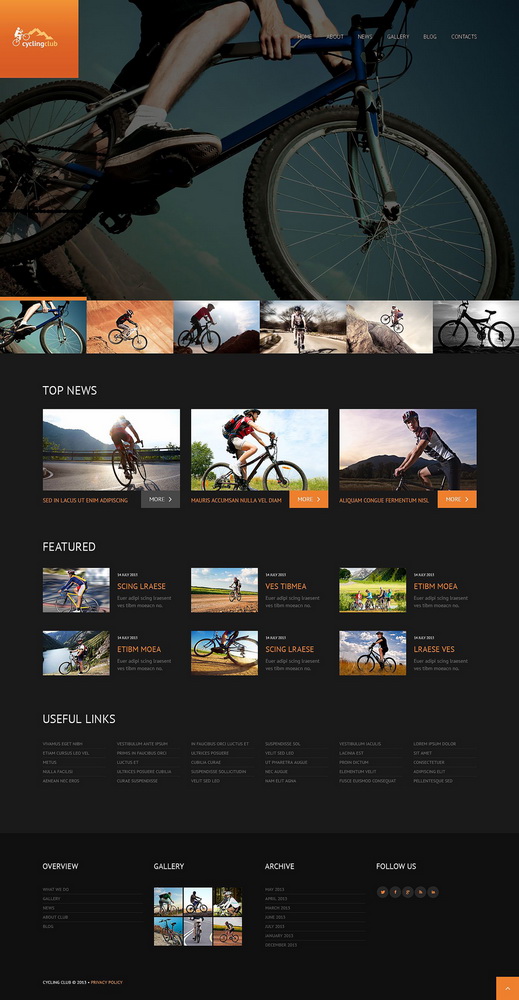 cyclingclub
HOME ABOUT NEWS GALLERY BLOG CONTACTS
TOP NEWS
SED IN LACUS UT ENIM ADIPISCING MORE
MAURIS ACCUMSAN NULLA VEL DIAM MORE
ALIQUAM CONGUE FERMENTUM NISL MORE
FEATURED
14 JULY 2013
SCING LRAESE
Euer adipi scing lraesent
ves tibm moeacn no.
14 JULY 2013
VES TIBMEA
Euer adipi scing lraesent
ves tibm moeacn no.
14 JULY 2013
ETIBM MOEA
Euer adipi scing lraesent
ves tibm moeacn no.
14 JULY 2013
ETIBM MOEA
Euer adipi scing lraesent
ves tibm moeacn no.
14 JULY 2013
SCING LRAESE
Euer adipi scing lraesent
ves tibm moeacn no.
14 JULY 2013
LRAESE VES
Euer adipi scing lraesent
ves tibm moeacn no.
USEFUL LINKS
VIVAMUS EGET NIBH
ETIAM CURSUS LEO VEL
METUS
NULLA FACILISI
AENEAN NEC EROS
VESTIBULUM ANTE IPSUM
PRIMIS IN FAUCIBUS ORCI
LUCTUS ET
ULTRICES POSUERE CUBILIA
CURAE SUSPENDISSE
IN FAUCIBUS ORCI LUCTUS ET
ULTRICES POSUERE
CUBILIA CURAE
SUSPENDISSE SOLLICITUDIN
VELIT SED LEO
SUSPENDISSE SOL
VELIT SED LEO
UT PHARETRA AUGUE
NEC AUGUE
NAM ELIT AGNA
VESTIBULUM IACULIS
LACINIA EST
PROIN DICTUM
ELEMENTUM VELIT
FUSCE EUISMOD CONSEQUAT
LOREM IPSUM DOLOR
SIT AMET
CONSECTETUER
ADIPISCING ELIT
PELLENTESQUE SED
OVERVIEW
WHAT WE DO
GALLERY
NEWS
ABOUT CLUB
BLOG
GALLERY
ARCHIVE
MAY 2013
APRIL 2013
MARCH 2013
JUNE 2013
JULY 2013
JANUARY 2013
DECEMBER 2013
FOLLOW US
CYCLING CLUB © 2013 • PRIVACY POLICY